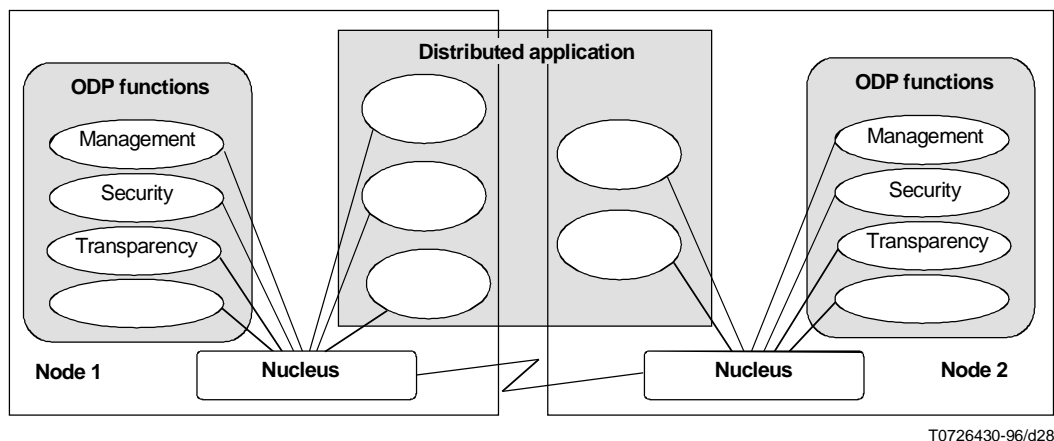 Distributed application
ODP functions
Management
Security
Transparency
Node 1
Nucleus
ODP functions
Management
Security
Transparency
Nucleus
Node 2
T0726430-96/d28